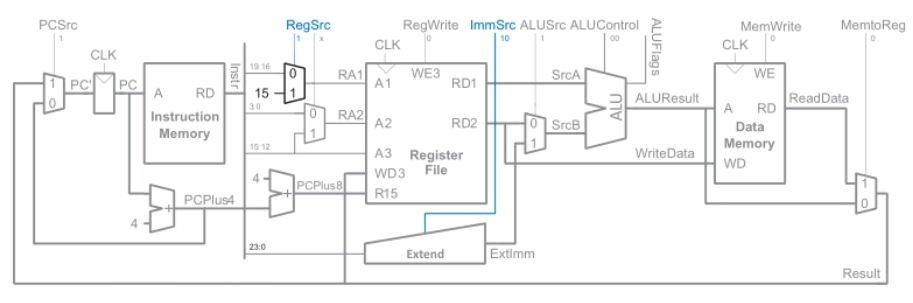 PCSrc
RegSrc
RegWrite
ImmSrc
ALUSrc
ALUControl
ALUFlags
MemWrite
MemtoReg
1
1
x
0
10
1
00
0
0
CLK
CLK
CLK
1
0
PC'
PC
A
RD
Instruction
Memory
Instr
19:16
15
0
1
RA1
3:0
0
1
RA2
15:12
A1
WE3
RD1
A2
RD2
A3
Register
File
WD3
R15
SrcA
0
1
SrcB
ALU
ALUResult
WriteData
WE
A
RD
Data
Memory
WD
ReadData
1
0
4
+
PCPlus4
4
+
PCPlus8
23:0
Extend
ExtImm
Result